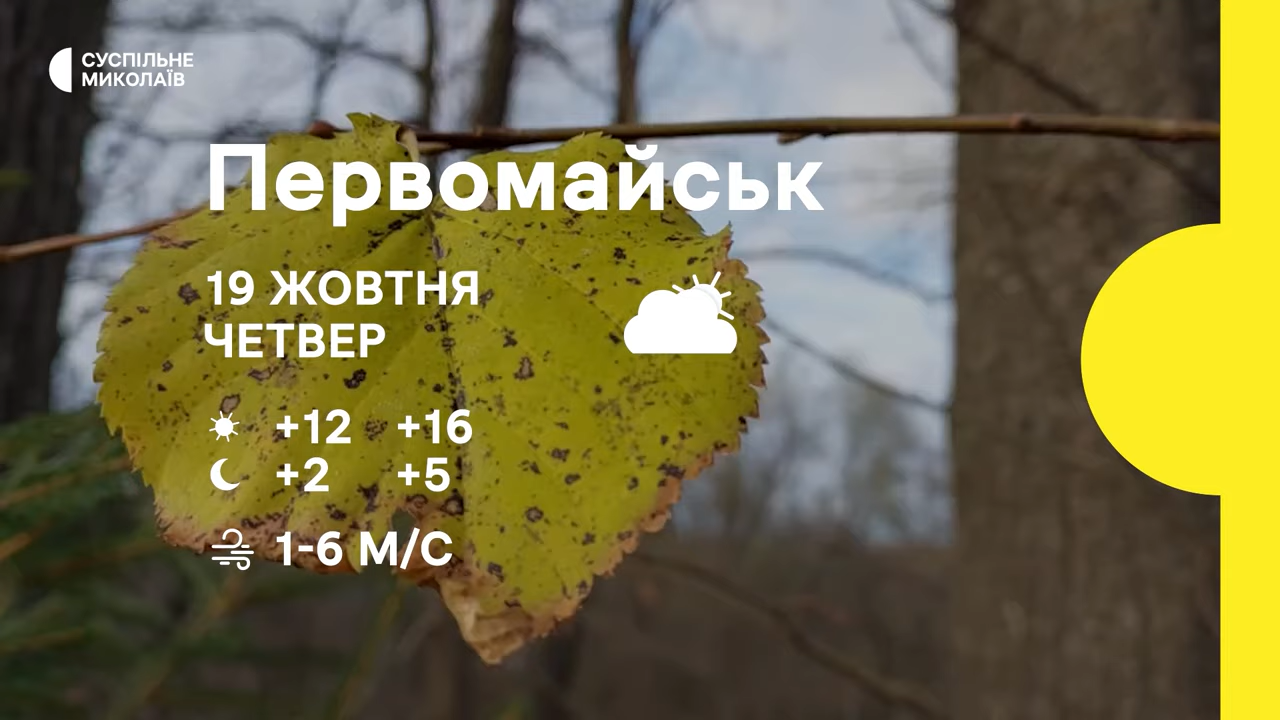 СУСПІЛЬНЕ
МИКОЛАЇВ
Первомайськ
19 ЖОВТНЯ
ЧЕТВЕР
+12 +16
+2 +5
1-6 М/С